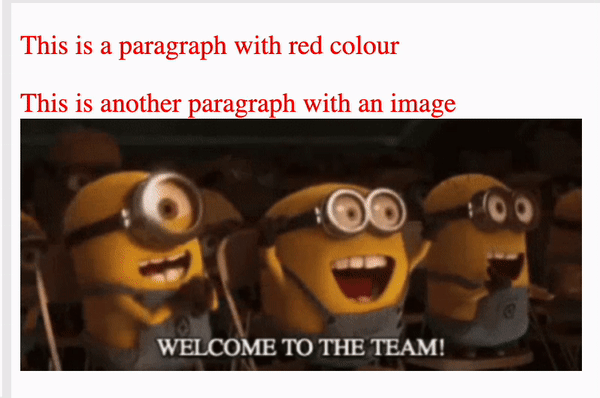 This is a paragraph with red colour
This is another paragraph with an image
WELCOME TO THE TEAM!